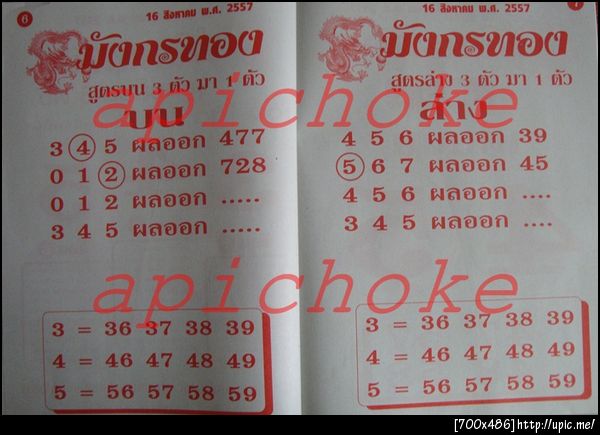 6
16 สิงหาคม พ.ศ. 2557
มังกรทอง
สูตรบน 3 ตัว มา 1 ตัว
บน
3 4 5 ผลออก 477
0 1 2 ผลออก 728
0 1 2 ผลออก .....
3 4 5 ผลออก .....
3 = 36 37 38 39
4 = 46 47 48 49
5 = 56 57 58 59
16 สิงหาคม พ.ศ. 2557
มังกรทอง
สูตรล่าง 3 ตัว มา 1 ตัว
ล่าง
4 5 6 ผลออก 39
5 6 7 ผลออก 45
4 5 6 ผลออก ....
3 4 5 ผลออก ....
3 = 36 37 38 39
4 = 46 47 48 49
5 = 56 57 58 59
apichoke
apichoke
[700x486]http://upic.me/